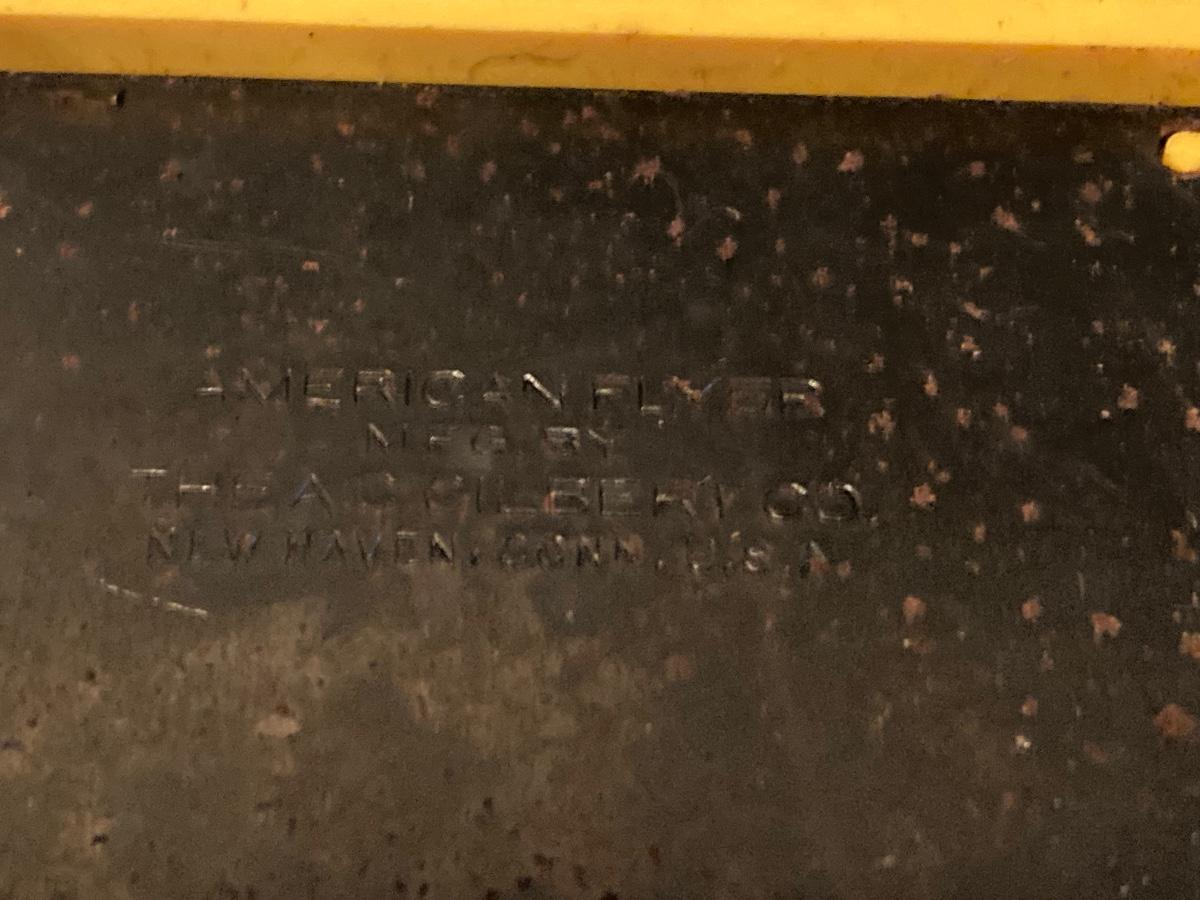 AMERICAN FLYER
MFG. BY
THE A C GILBERT CO.
NEW HAVEN, CONN., U.S.A.